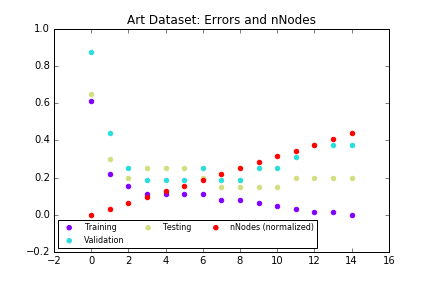 Art Dataset: Errors and nNodes
1.0
0.8
0.6
0.4
0.2
0.0
−0.2
Training
Testing
nNodes (normalized)
Validation
−2 0 2 4 6 8 10 12 14 16